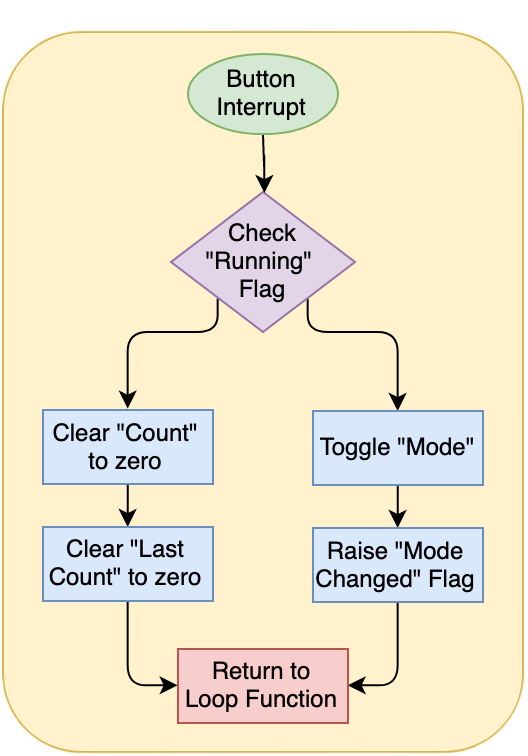 Button
Interrupt
Check
"Running"
Flag
Clear "Count"
to zero
Toggle "Mode"
Clear "Last
Count" to zero
Raise "Mode
Changed" Flag
Return to
Loop Function